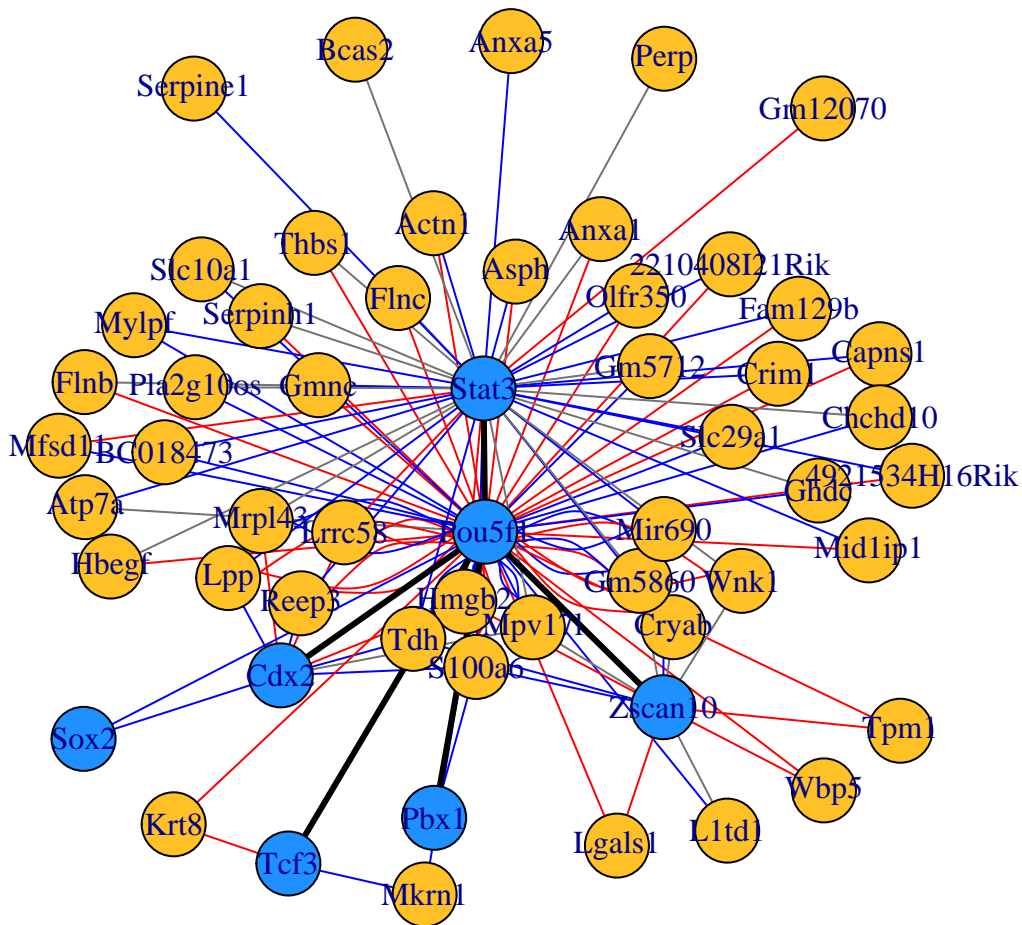 Bcas2
Anxa5
Perp
Serpine1
Gm12070
Actn1
Anxa1
Thbs1
Slc10a1
Asph
2210408I21Rik
Flnc
Olfr350
Serpinh1
Mylpf
Fam129b
Capns1
Flnb
Pla2g10os
Gmnc
Stat3
Gm5712
Crim1
Chchd10
Mfsd11
BC018473
Slc29a1
4921534H16Rik
Ghdc
Atp7a
Mrpl43
Lrrc58
Pou5f1
Mir690
Mid1ip1
Hbegf
Lpp
Reep3
Hmgb2
Gm5860
Wnk1
Tdh
Mpv17l
Cryab
Cdx2
S100a6
Zscan10
Sox2
Tpm1
Wbp5
Krt8
Pbx1
L1td1
Lgals1
Tcf3
Mkrn1